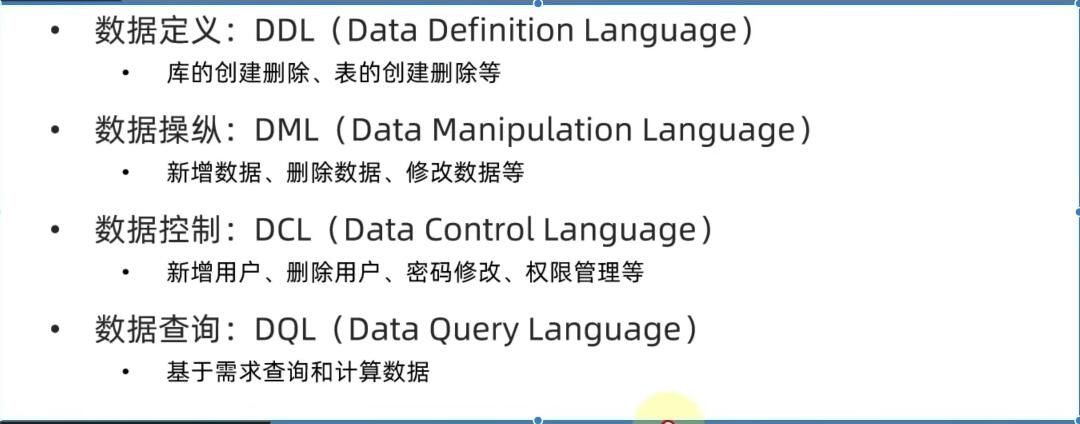 • 数据定义：DDL（Data Definition Language）
• 库的创建删除、表的创建删除等
• 数据操纵：DML（Data Manipulation Language）
• 新增数据、删除数据、修改数据等
• 数据控制：DCL（Data Control Language）
• 新增用户、删除用户、密码修改、权限管理等
• 数据查询：DQL（Data Query Language）
• 基于需求查询和计算数据